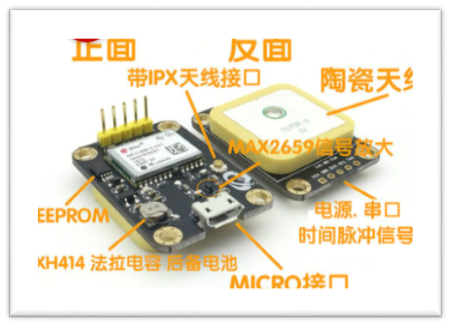 正面
反面
带IPX天线接口
陶瓷天线
MAX2659信号放大
EEPROM
电源. 串口
时间脉冲信号
KH414 法拉电容 后备电池
MICRO接口